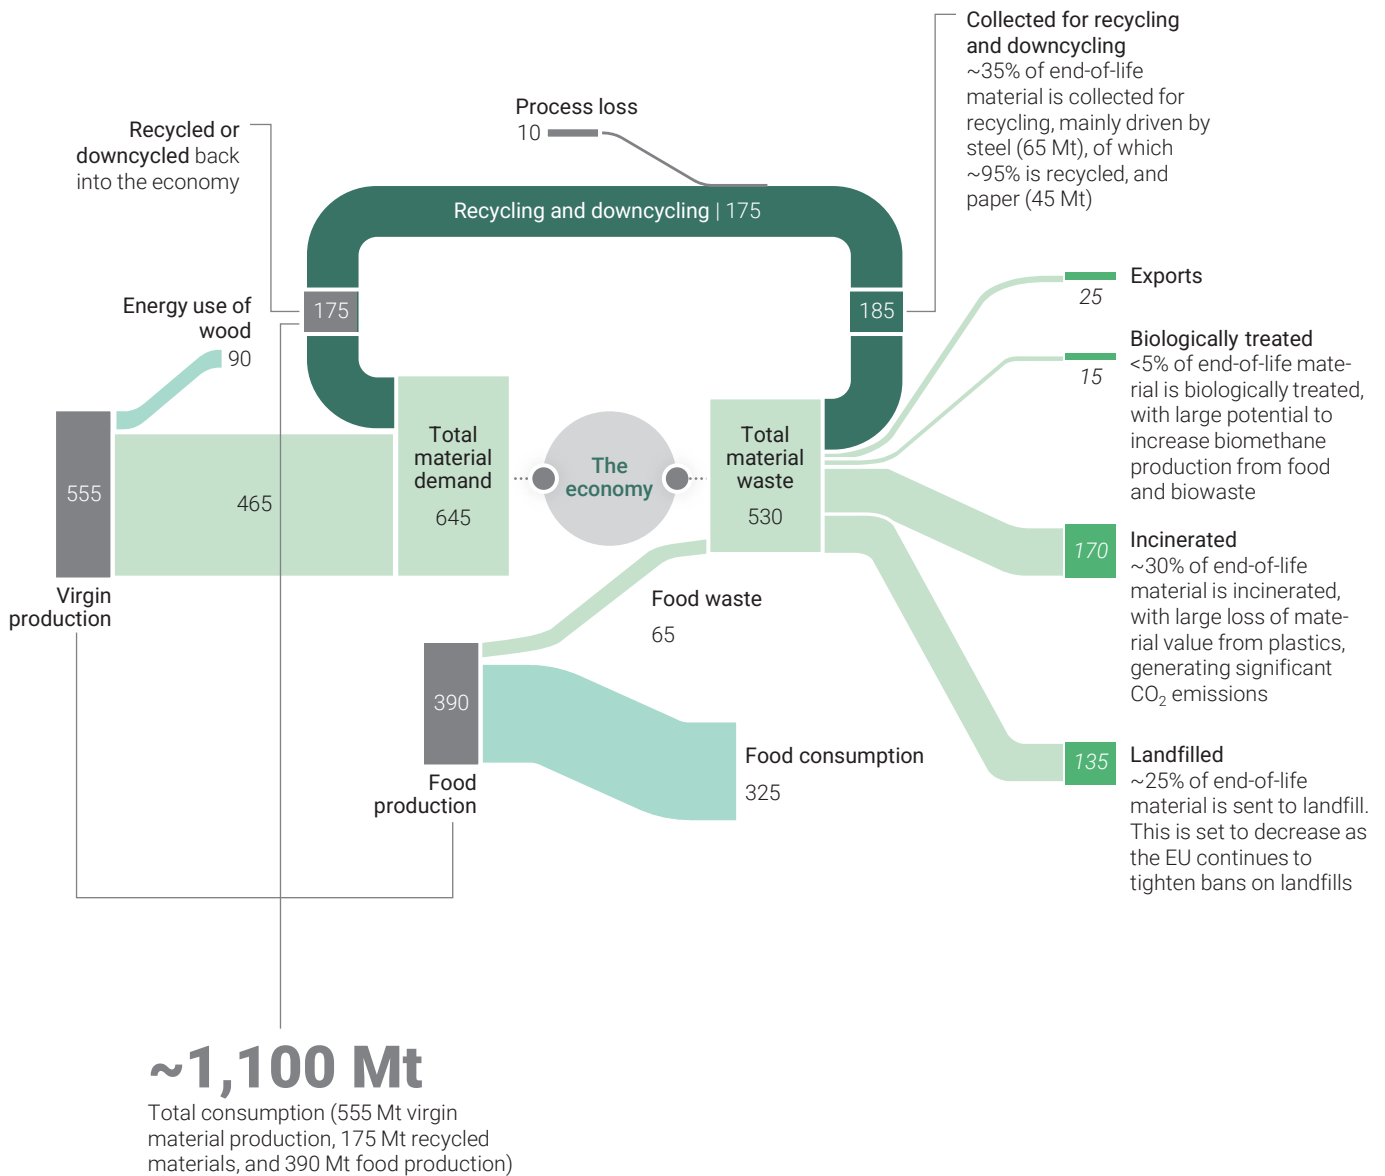 Collected for recycling
and downcycling
~35% of end-of-life
material is collected for
recycling, mainly driven by
steel (65 Mt), of which
~95% is recycled, and
paper (45 Mt)
Process loss
10
Recycled or
downcycled back
into the economy
Recycling and downcycling | 175
175
185
Energy use of
wood
90
Exports
25
Biologically treated
15
<5% of end-of-life mate-
rial is biologically treated,
with large potential to
increase biomethane
production from food
and biowaste
555
465
Virgin
production
Total
material
demand
645
The
economy
Total
material
waste
530
170
Incinerated
~30% of end-of-life
material is incinerated,
with large loss of mate-
rial value from plastics,
generating significant
CO₂ emissions
Food waste
65
390
Food
production
Food consumption
325
135
Landfilled
~25% of end-of-life
material is sent to landfill.
This is set to decrease as
the EU continues to
tighten bans on landfills
~1,100 Mt
Total consumption (555 Mt virgin
material production, 175 Mt recycled
materials, and 390 Mt food production)